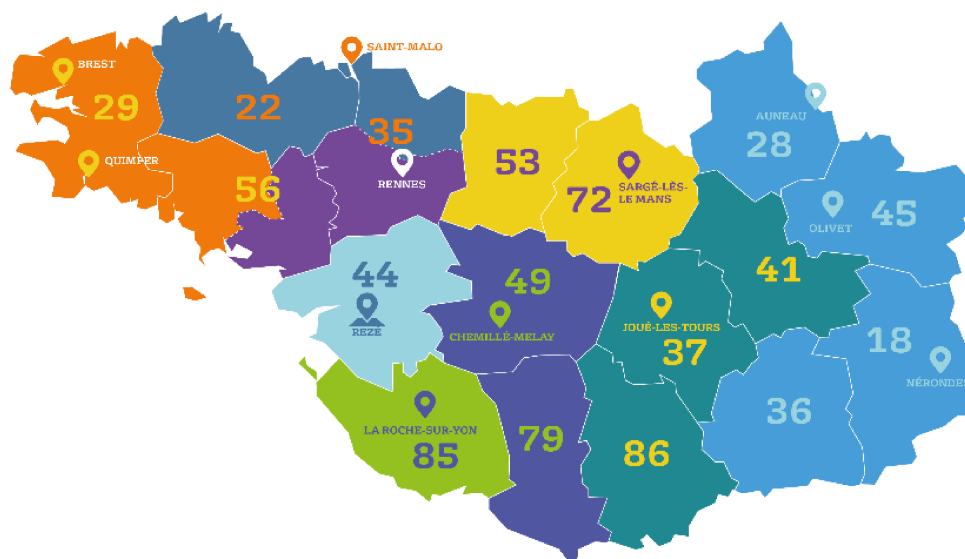 SAINT-MALO
BREST
29
22
35
AUNEAU
28
QUIMPER
56
RENNES
53
72
SARGÉ-LÈS-
LE MANS
45
OLIVET
41
44
REZÉ
49
CHEMILLÉ-MELAY
JOUÉ-LES-TOURS
37
18
NÉRONDES
36
LA ROCHE-SUR-YON
85
79
86